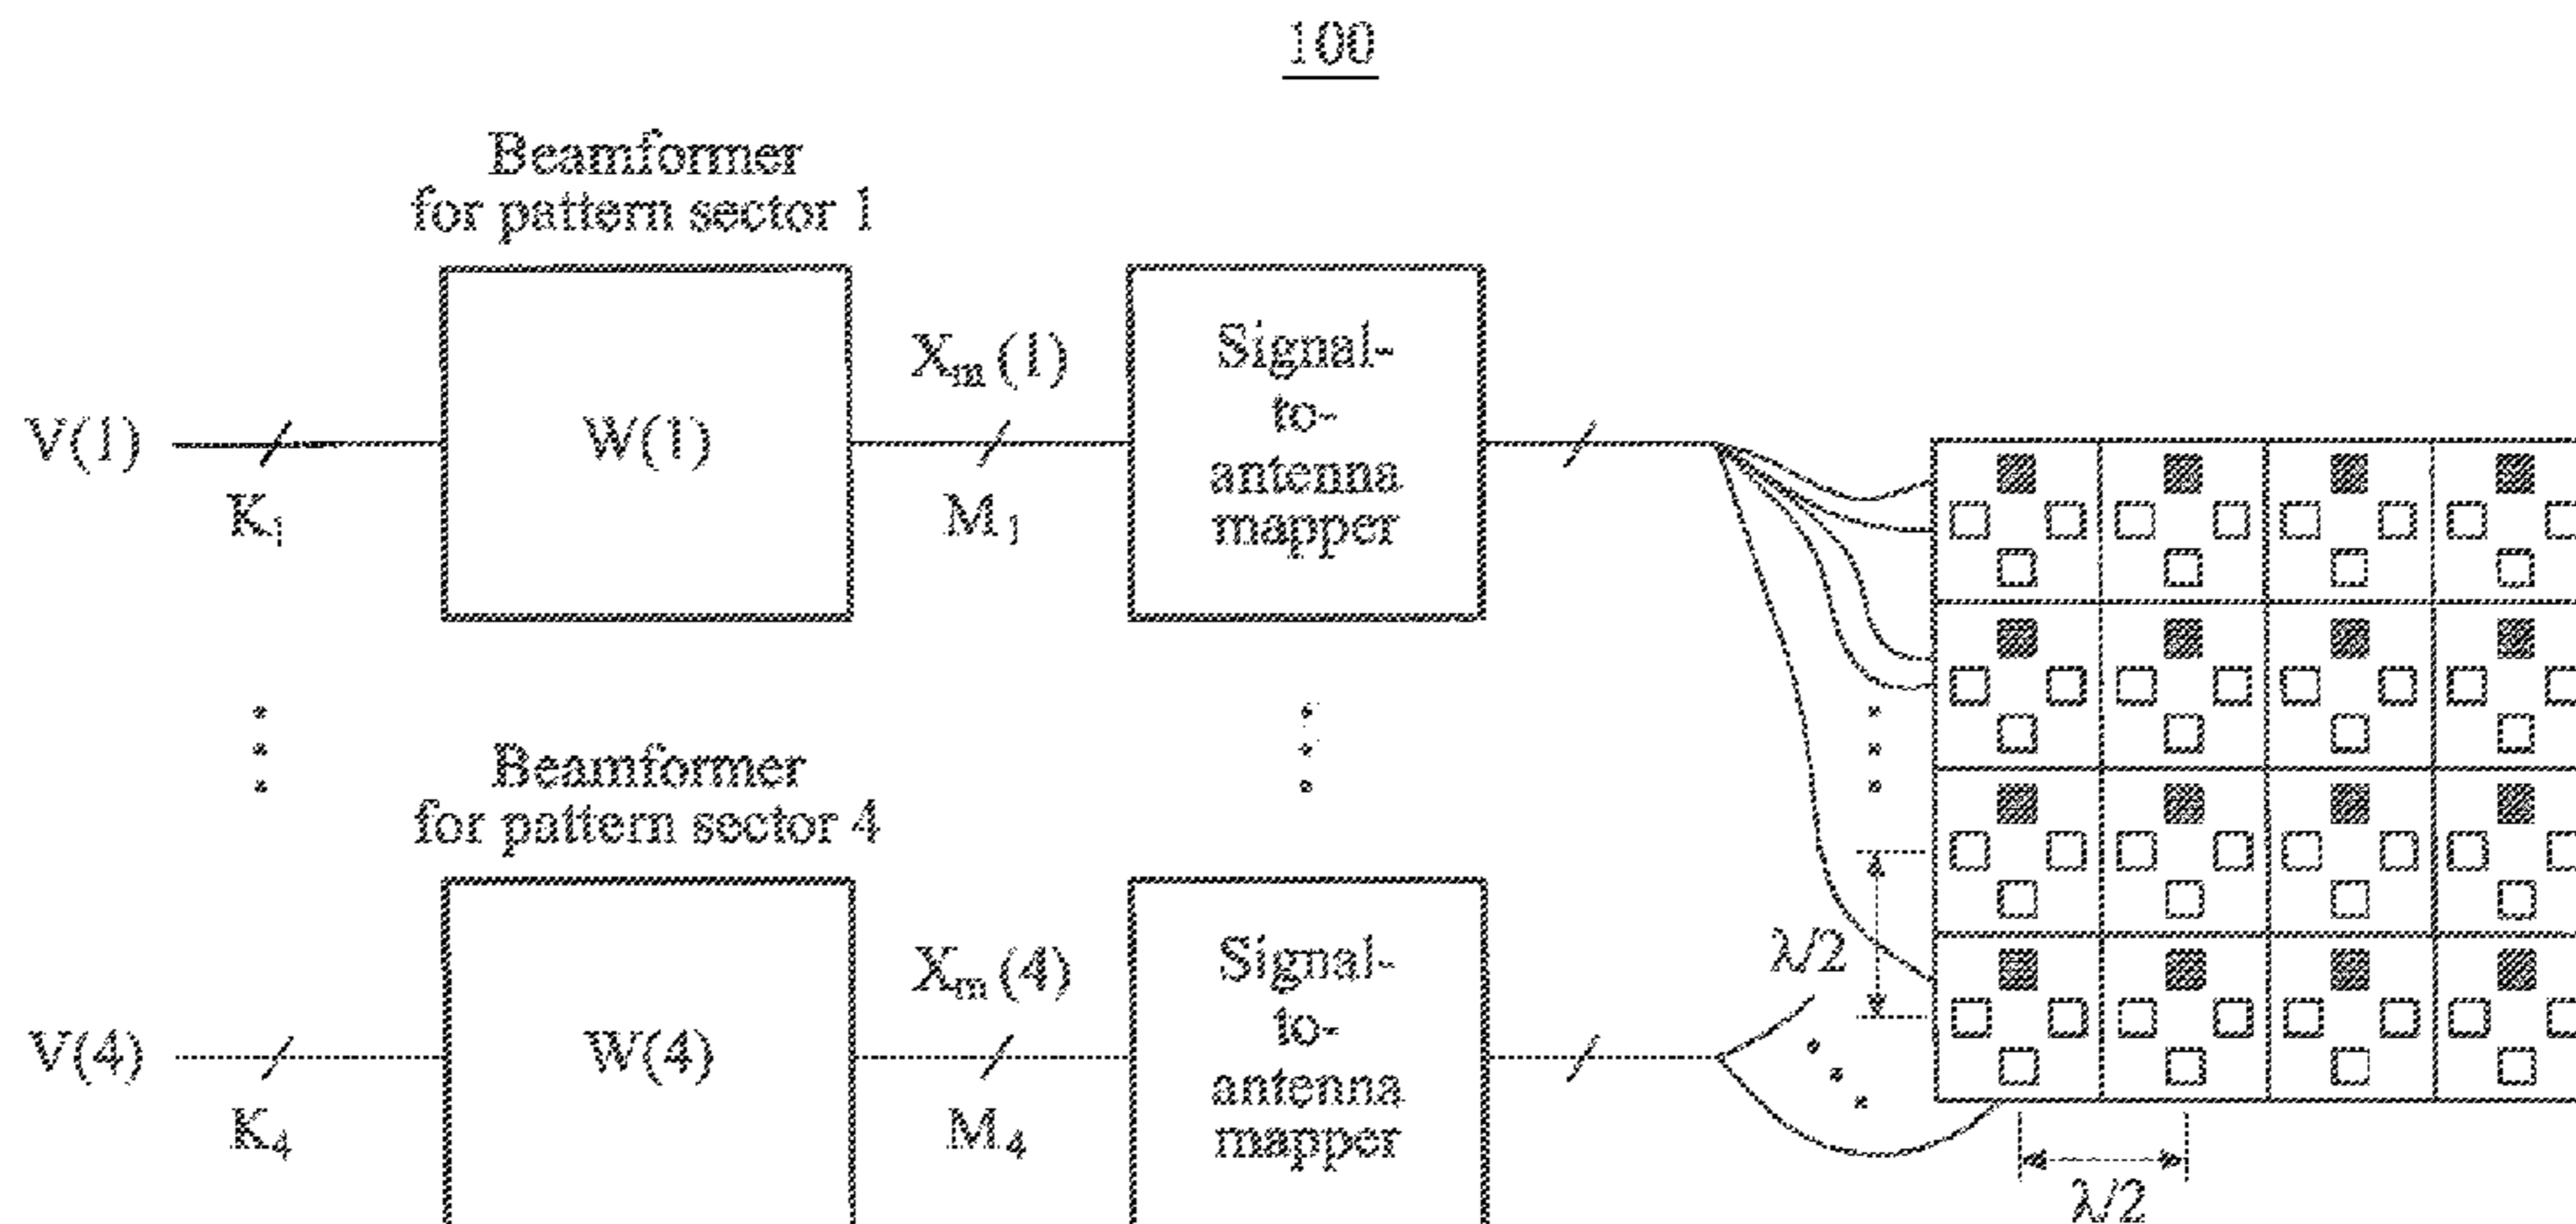 100
Beamformer
for pattern sector 1
V(1)
K1
W(1)
Xm(1)
M1
Signal-
to-
antenna
mapper
Beamformer
for pattern sector 4
V(4)
K4
W(4)
Xm(4)
M4
Signal-
to-
antenna
mapper
λ/2
λ/2